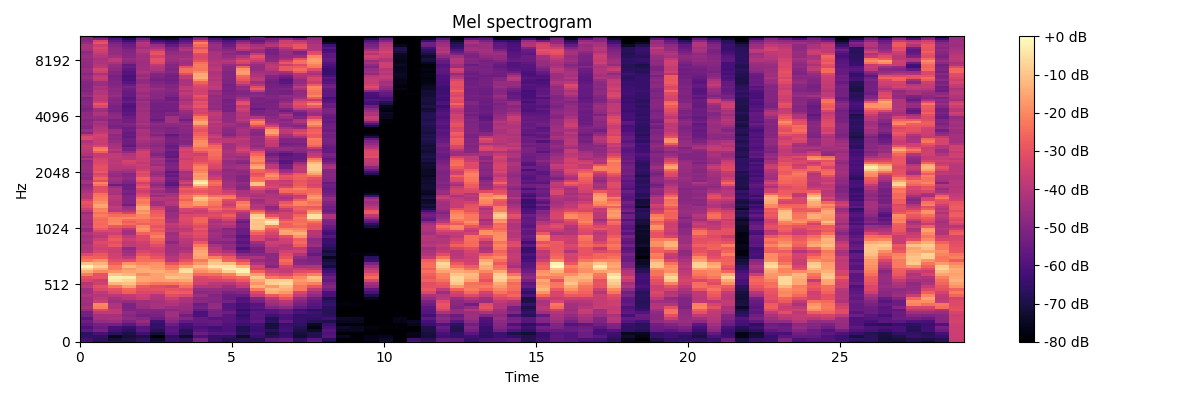 Mel spectrogram
Hz
8192
4096
2048
1024
512
0
0 5 10 15 20 25
Time
+0 dB
-10 dB
-20 dB
-30 dB
-40 dB
-50 dB
-60 dB
-70 dB
-80 dB